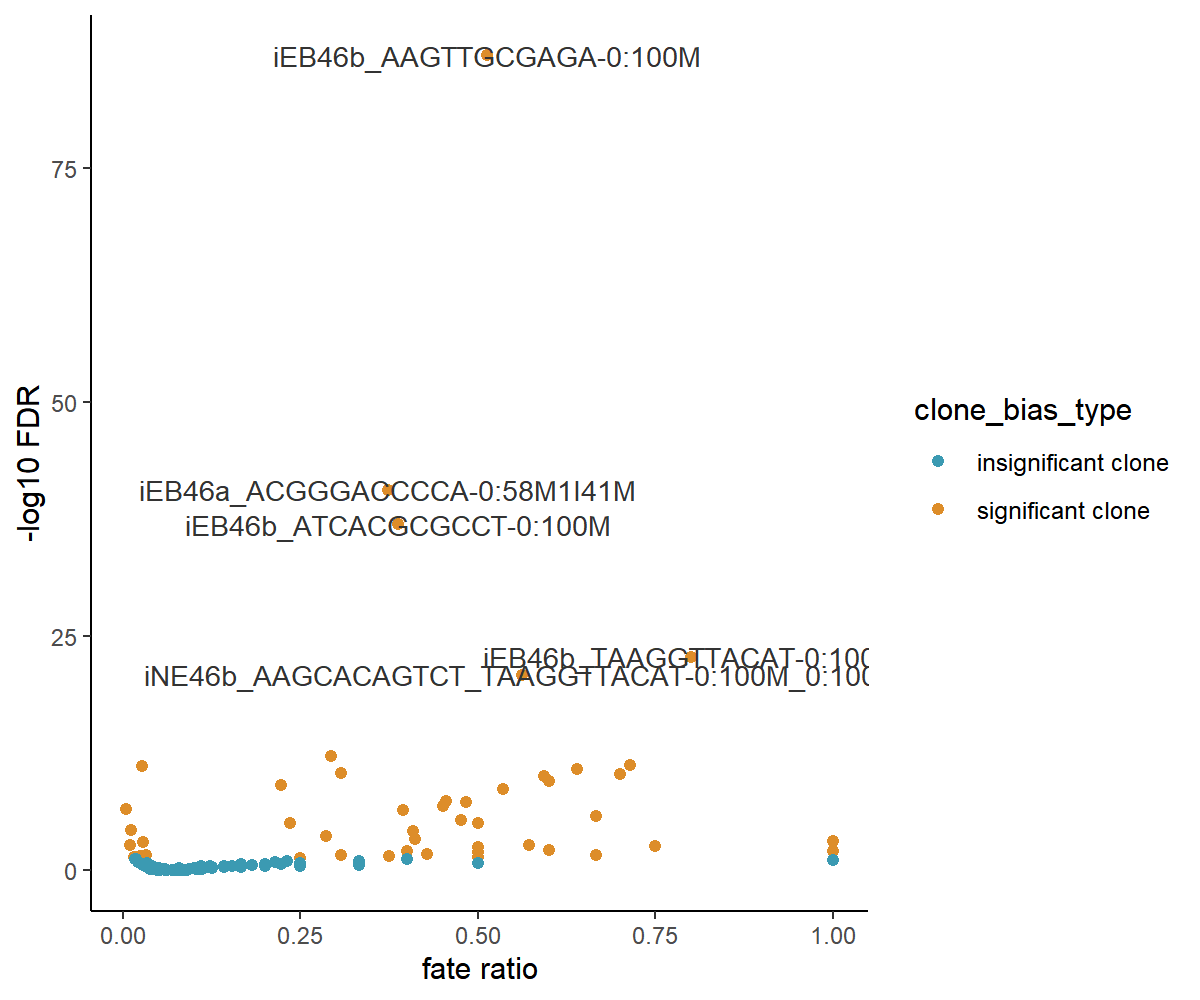 iEB46b_AAGTTGCGAGA-0:100M
75
-log10 FDR
50
iEB46a_ACGGGACCCCA-0:58M1I41M
iEB46b_ATCACGCGCCT-0:100M
25
iEB46b_TAAGGTTACAT-0:100
iNE46b_AAGCACAGTCT_TAAGGTTACAT-0:100M_0:100
0
0.00 0.25 0.50 0.75 1.00
fate ratio
clone_bias_type
insignificant clone
significant clone